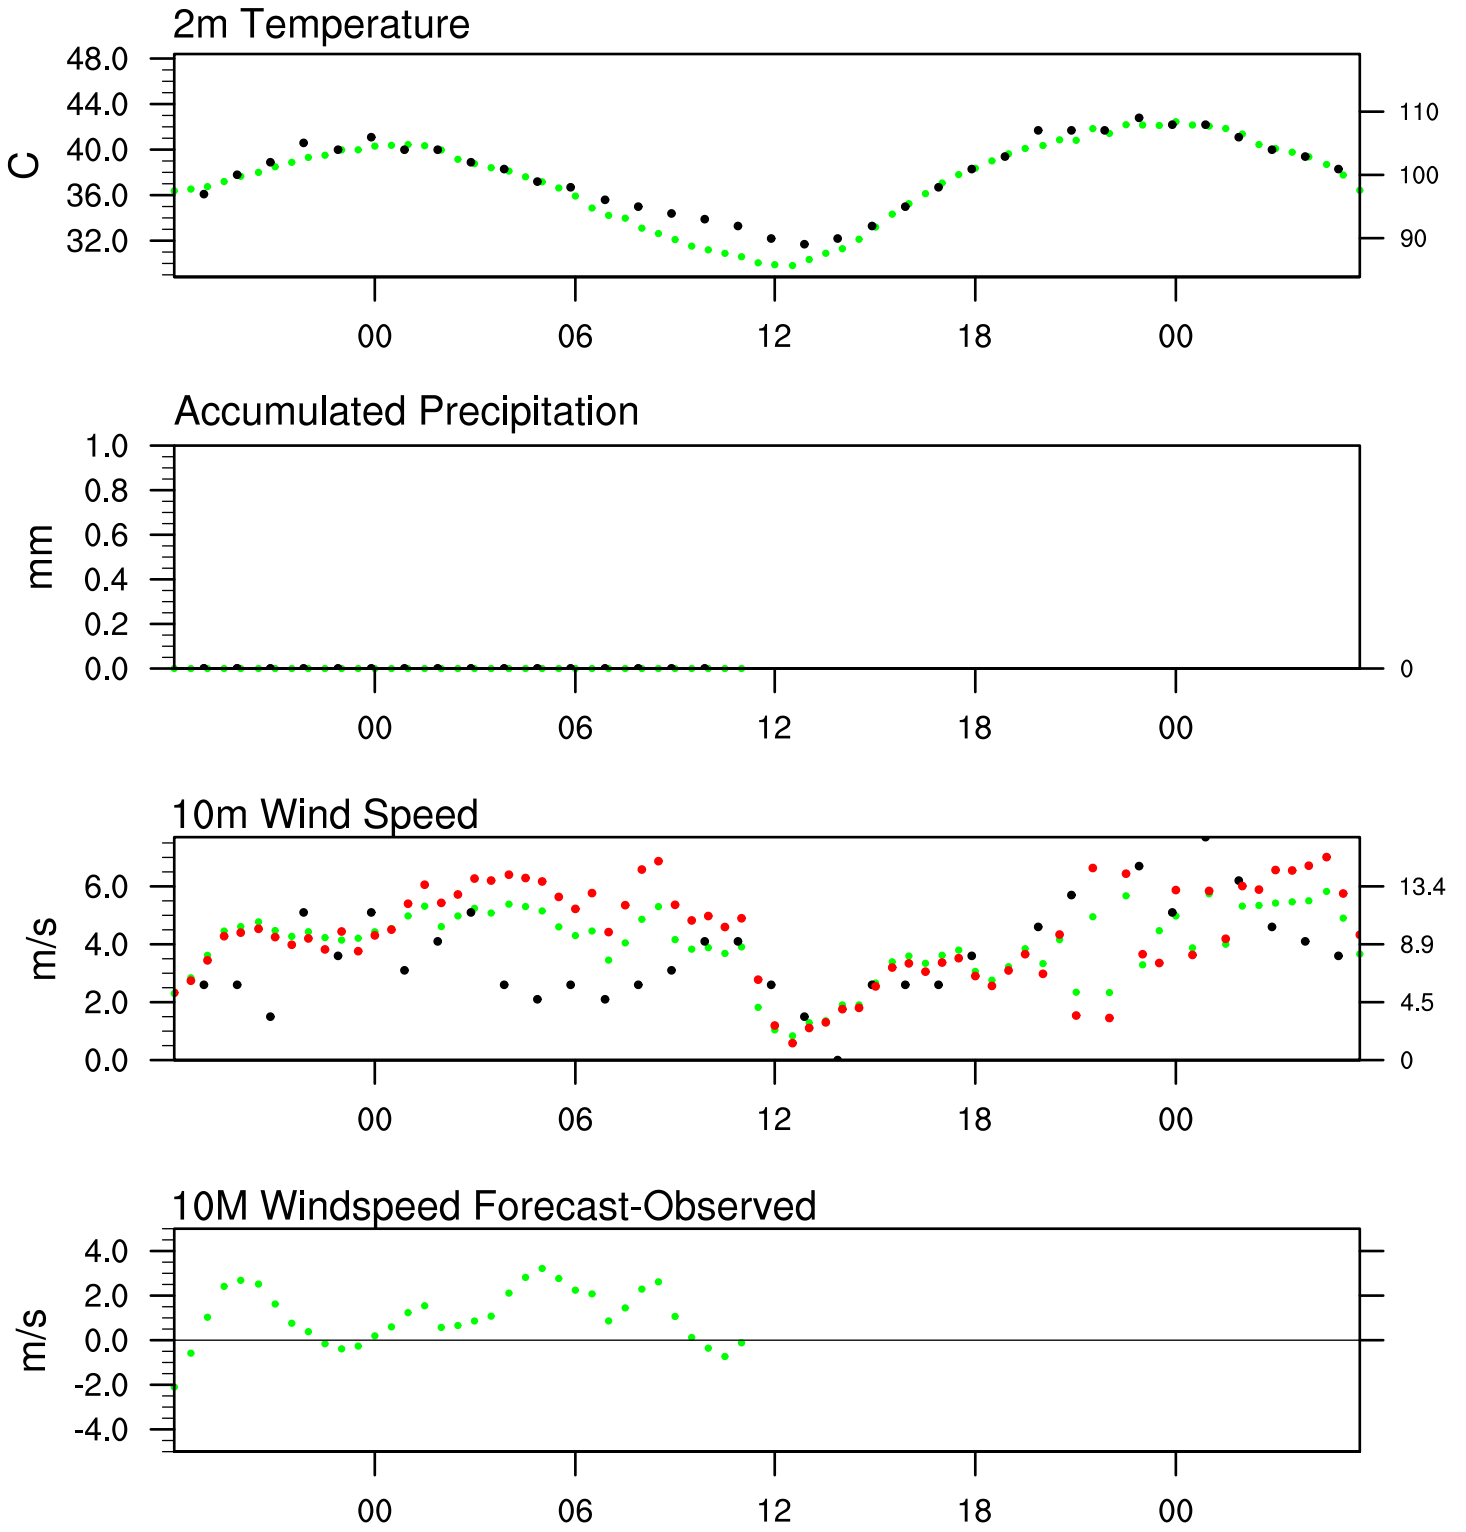 2m Temperature
48.0
44.0
40.0
36.0
32.0
C
110
100
90
00 06 12 18 00
Accumulated Precipitation
1.0
0.8
0.6
0.4
0.2
0.0
mm
0
00 06 12 18 00
10m Wind Speed
6.0
4.0
2.0
0.0
m/s
13.4
8.9
4.5
0
00 06 12 18 00
10M Windspeed Forecast-Observed
4.0
2.0
0.0
-2.0
-4.0
m/s
00 06 12 18 00